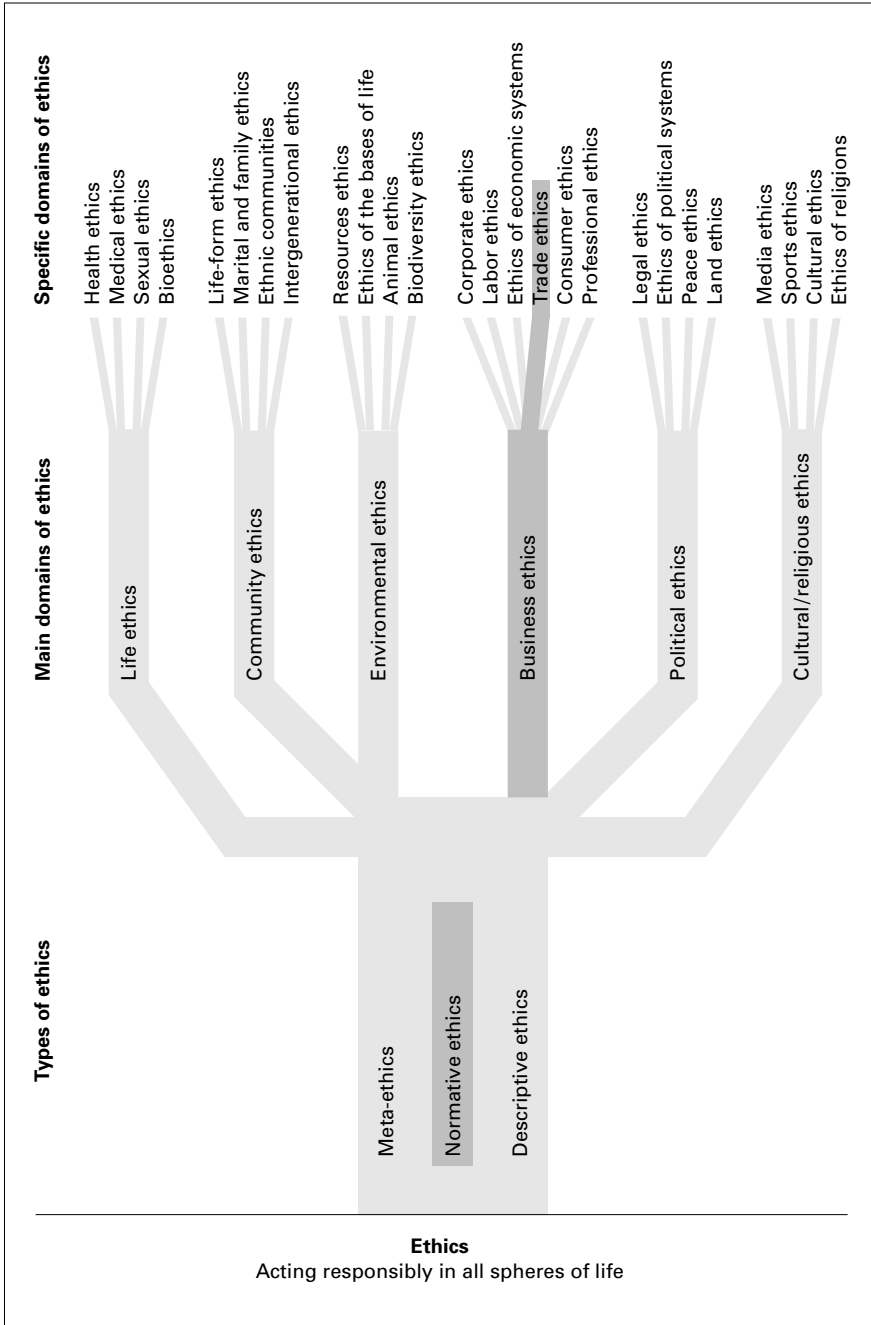 Specific domains of ethics
Health ethics
Medical ethics
Sexual ethics
Bioethics
Life-form ethics
Marital and family ethics
Ethnic communities
Intergenerational ethics
Resources ethics
Ethics of the bases of life
Animal ethics
Biodiversity ethics
Corporate ethics
Labor ethics
Ethics of economic systems
Trade ethics
Consumer ethics
Professional ethics
Legal ethics
Ethics of political systems
Peace ethics
Land ethics
Media ethics
Sports ethics
Cultural ethics
Ethics of religions
Main domains of ethics
Life ethics
Community ethics
Environmental ethics
Business ethics
Political ethics
Cultural/religious ethics
Types of ethics
Meta-ethics
Normative ethics
Descriptive ethics
Ethics
Acting responsibly in all spheres of life